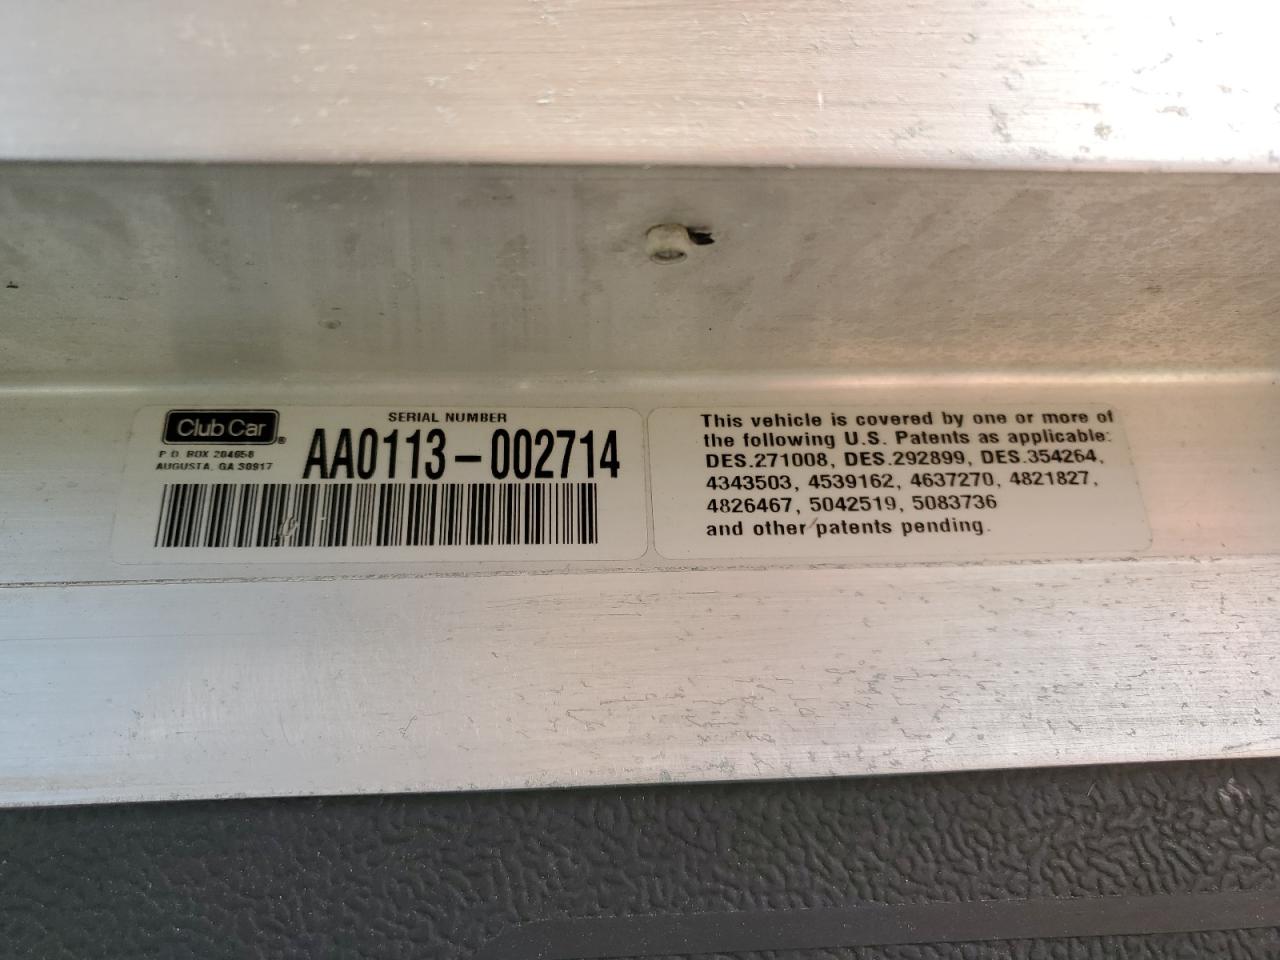 Club Car®
P.O. BOX 204658
AUGUSTA, GA 30917
SERIAL NUMBER
AA0113-002714
This vehicle is covered by one or more of
the following U.S. Patents as applicable:
DES.271008, DES.292899, DES.354264,
4343503, 4539162, 4637270, 4821827,
4826467, 5042519, 5083736
and other patents pending.